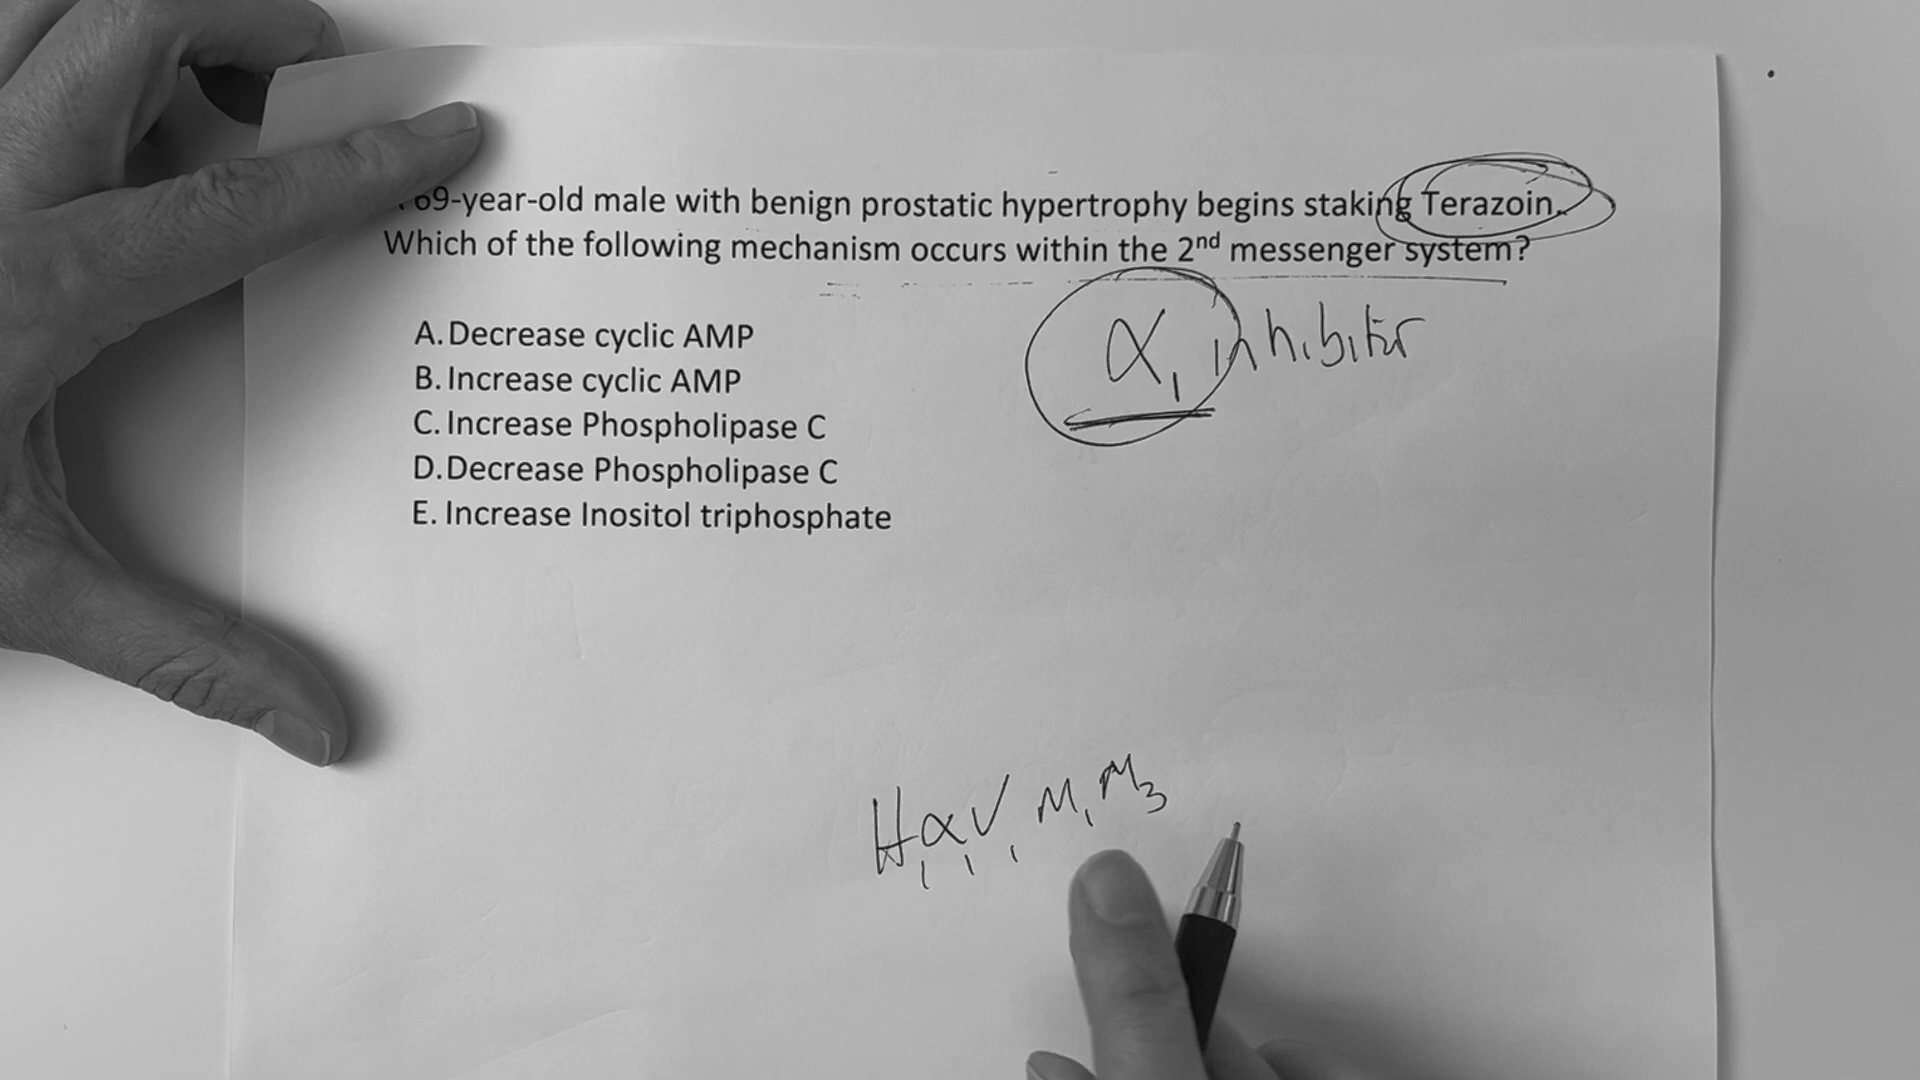 69-year-old male with benign prostatic hypertrophy begins staking Terazoin.
Which of the following mechanism occurs within the 2nd messenger system?
α1 inhibitor
A. Decrease cyclic AMP
B. Increase cyclic AMP
C. Increase Phospholipase C
D. Decrease Phospholipase C
E. Increase Inositol triphosphate
H1 α1 V1 M1 M3